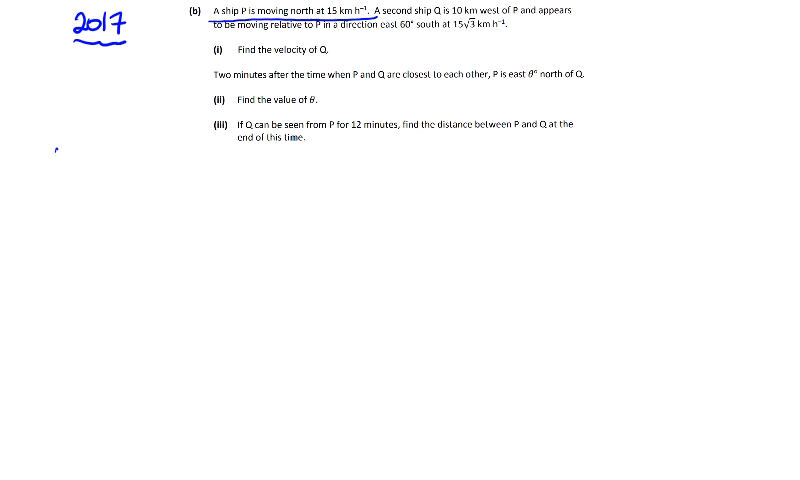 2017
(b) A ship P is moving north at 15 km h⁻¹. A second ship Q is 10 km west of P and appears
to be moving relative to P in a direction east 60° south at 15√3 km h⁻¹.
(i) Find the velocity of Q.
Two minutes after the time when P and Q are closest to each other, P is east θ° north of Q.
(ii) Find the value of θ.
(iii) If Q can be seen from P for 12 minutes, find the distance between P and Q at the
end of this time.